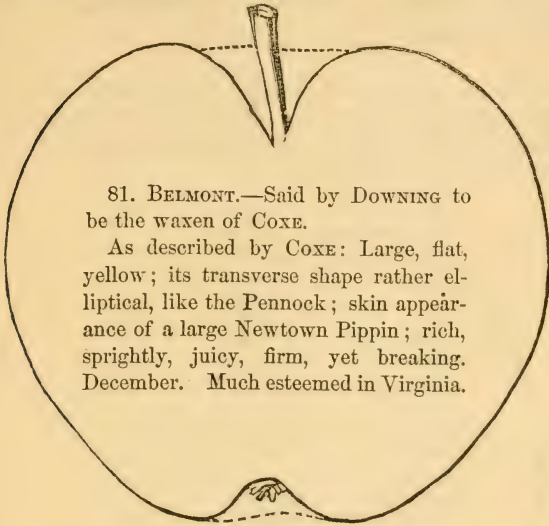 81. BELMONT.—Said by DOWNING to
be the waxen of COXE.
As described by COXE: Large, flat,
yellow; its transverse shape rather el-
liptical, like the Pennock; skin appear-
ance of a large Newtown Pippin; rich,
sprightly, juicy, firm, yet breaking.
December. Much esteemed in Virginia.